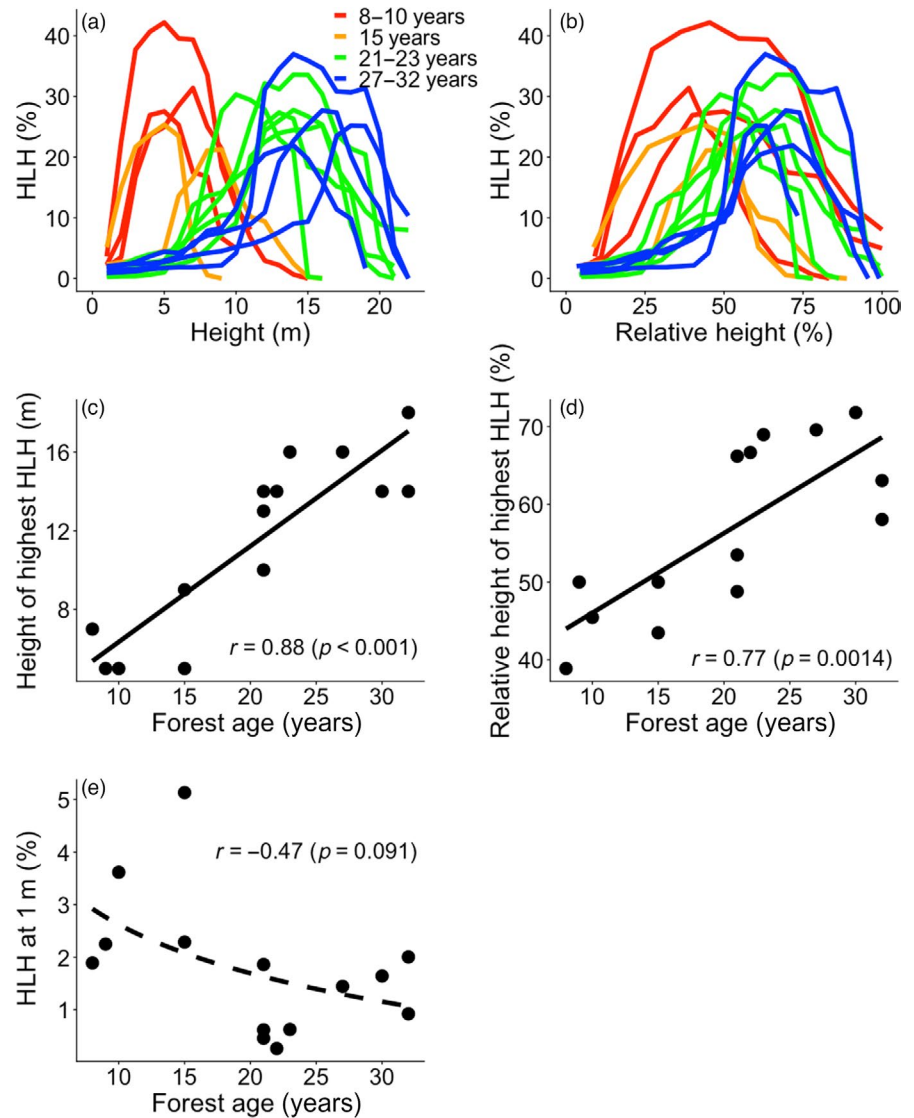 (a)
8–10 years
15 years
21–23 years
27–32 years
HLH (%)
40
30
20
10
0
0 5 10 15 20
Height (m)
(b)
HLH (%)
40
30
20
10
0
0 25 50 75 100
Relative height (%)
(c)
Height of highest HLH (m)
16
12
8
r = 0.88 (p < 0.001)
10 15 20 25 30
Forest age (years)
(d)
Relative height of highest HLH (%)
70
60
50
40
r = 0.77 (p = 0.0014)
10 15 20 25 30
Forest age (years)
(e)
HLH at 1 m (%)
5
4
3
2
1
r = −0.47 (p = 0.091)
10 15 20 25 30
Forest age (years)